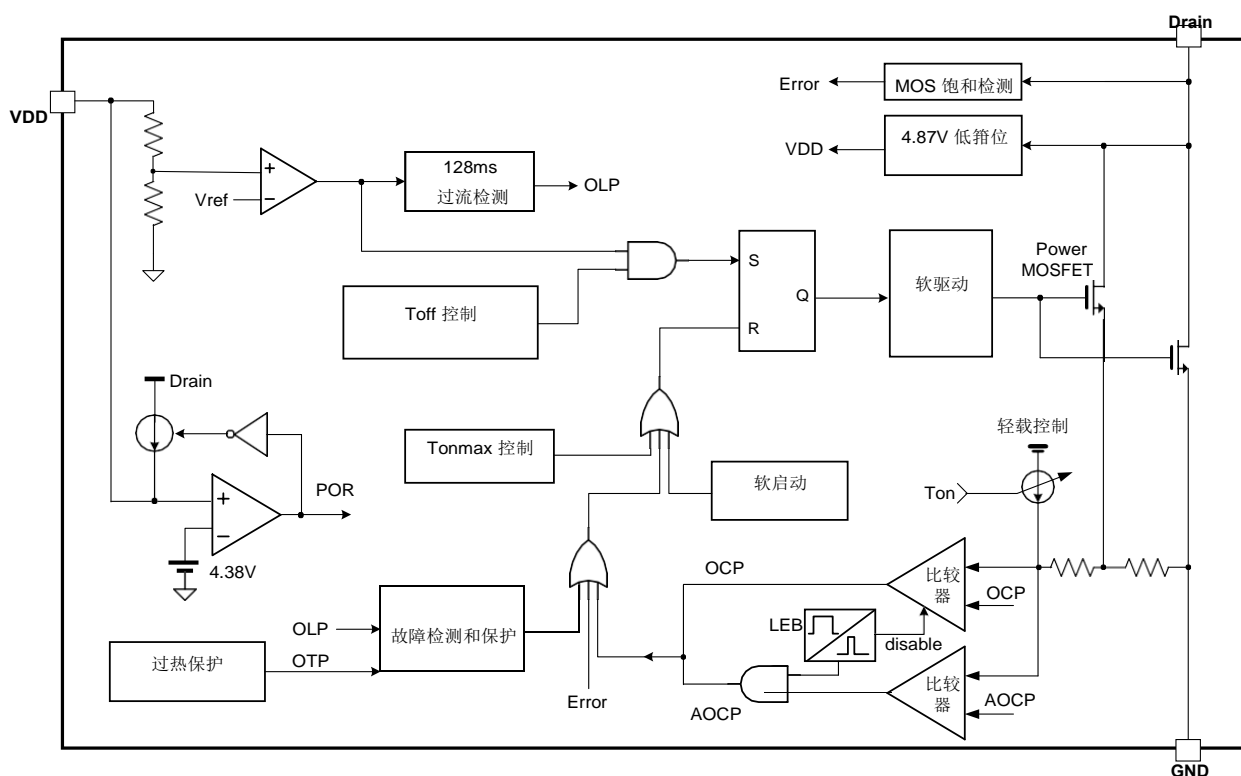 Drain
VDD
Error
MOS 饱和检测
4.87V 低箝位
VDD
128ms
过流检测
OLP
Vref
Power
MOSFET
S
Q
R
软驱动
Toff 控制
Drain
Tonmax 控制
软启动
轻载控制
Ton
POR
4.38V
OCP
比较
器
OCP
LEB
disable
OLP
故障检测和保护
过热保护
OTP
Error
AOCP
比较
器
AOCP
GND